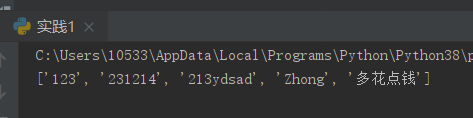 实践1
C:\Users\10533\AppData\Local\Programs\Python\Python38\p
['123', '231214', '213ydsad', 'Zhong', '多花点钱']